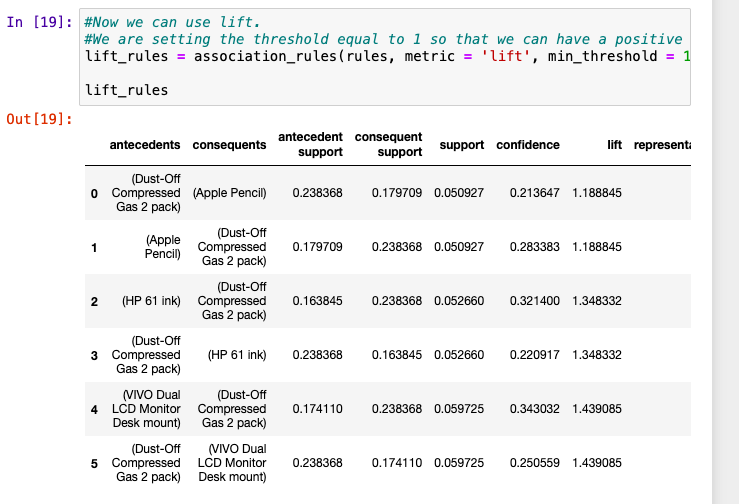 In [19]: #Now we can use lift.
#We are setting the threshold equal to 1 so that we can have a positive
lift_rules = association_rules(rules, metric = 'lift', min_threshold = 1
lift_rules
Out[19]:
antecedents consequents antecedent support consequent support support confidence lift representa
0 (Dust-Off Compressed Gas 2 pack) (Apple Pencil) 0.238368 0.179709 0.050927 0.213647 1.188845
1 (Apple Pencil) (Dust-Off Compressed Gas 2 pack) 0.179709 0.238368 0.050927 0.283383 1.188845
2 (HP 61 ink) (Dust-Off Compressed Gas 2 pack) 0.163845 0.238368 0.052660 0.321400 1.348332
3 (Dust-Off Compressed Gas 2 pack) (HP 61 ink) 0.238368 0.163845 0.052660 0.220917 1.348332
4 (VIVO Dual LCD Monitor Desk mount) (Dust-Off Compressed Gas 2 pack) 0.174110 0.238368 0.059725 0.343032 1.439085
5 (Dust-Off Compressed Gas 2 pack) (VIVO Dual LCD Monitor Desk mount) 0.238368 0.174110 0.059725 0.250559 1.439085